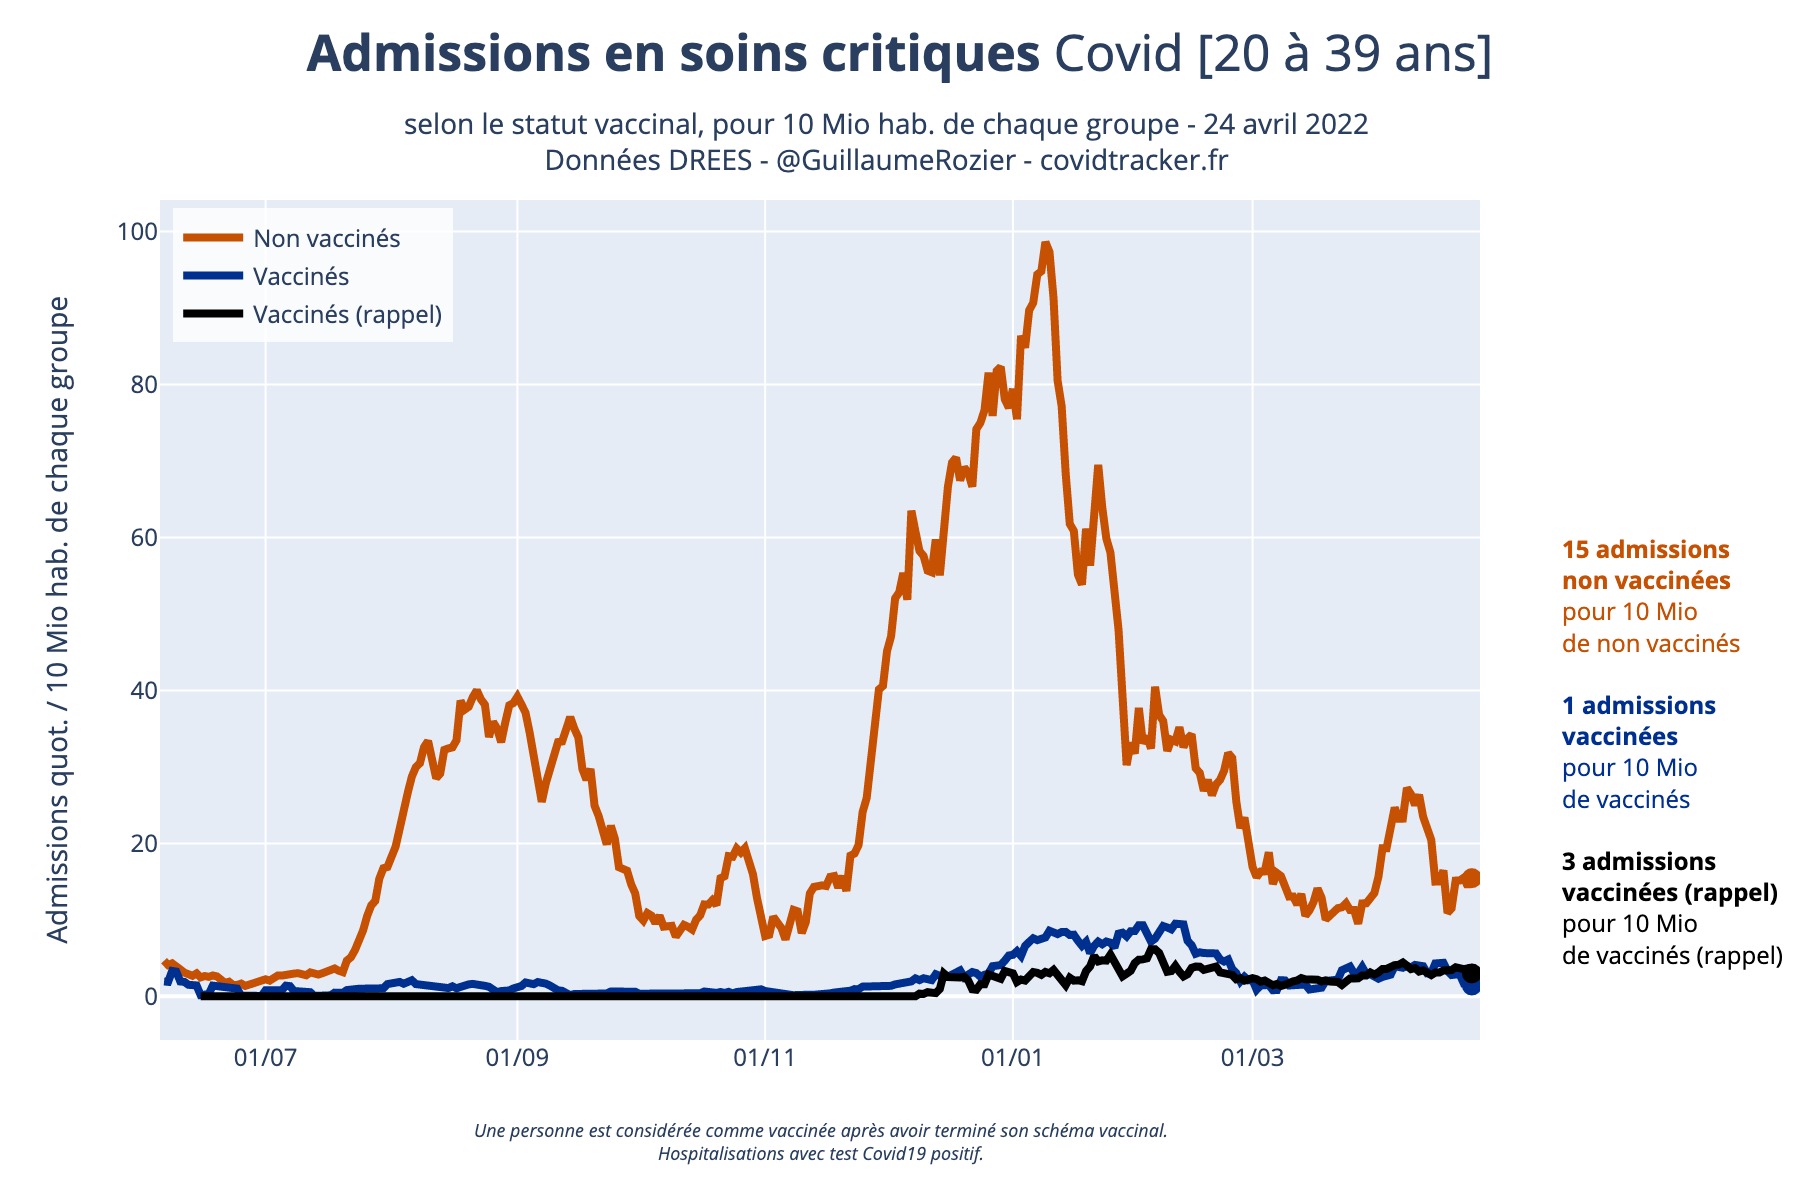 Admissions en soins critiques Covid [20 à 39 ans]
selon le statut vaccinal, pour 10 Mio hab. de chaque groupe - 24 avril 2022
Données DREES - @GuillaumeRozier - covidtracker.fr
Non vaccinés
Vaccinés
Vaccinés (rappel)
Admissions quot. / 10 Mio hab. de chaque groupe
100
80
60
40
20
0
01/07
01/09
01/11
01/01
01/03
15 admissions
non vaccinées
pour 10 Mio
de non vaccinés
1 admissions
vaccinées
pour 10 Mio
de vaccinés
3 admissions
vaccinées (rappel)
pour 10 Mio
de vaccinés (rappel)
Une personne est considérée comme vaccinée après avoir terminé son schéma vaccinal.
Hospitalisations avec test Covid19 positif.